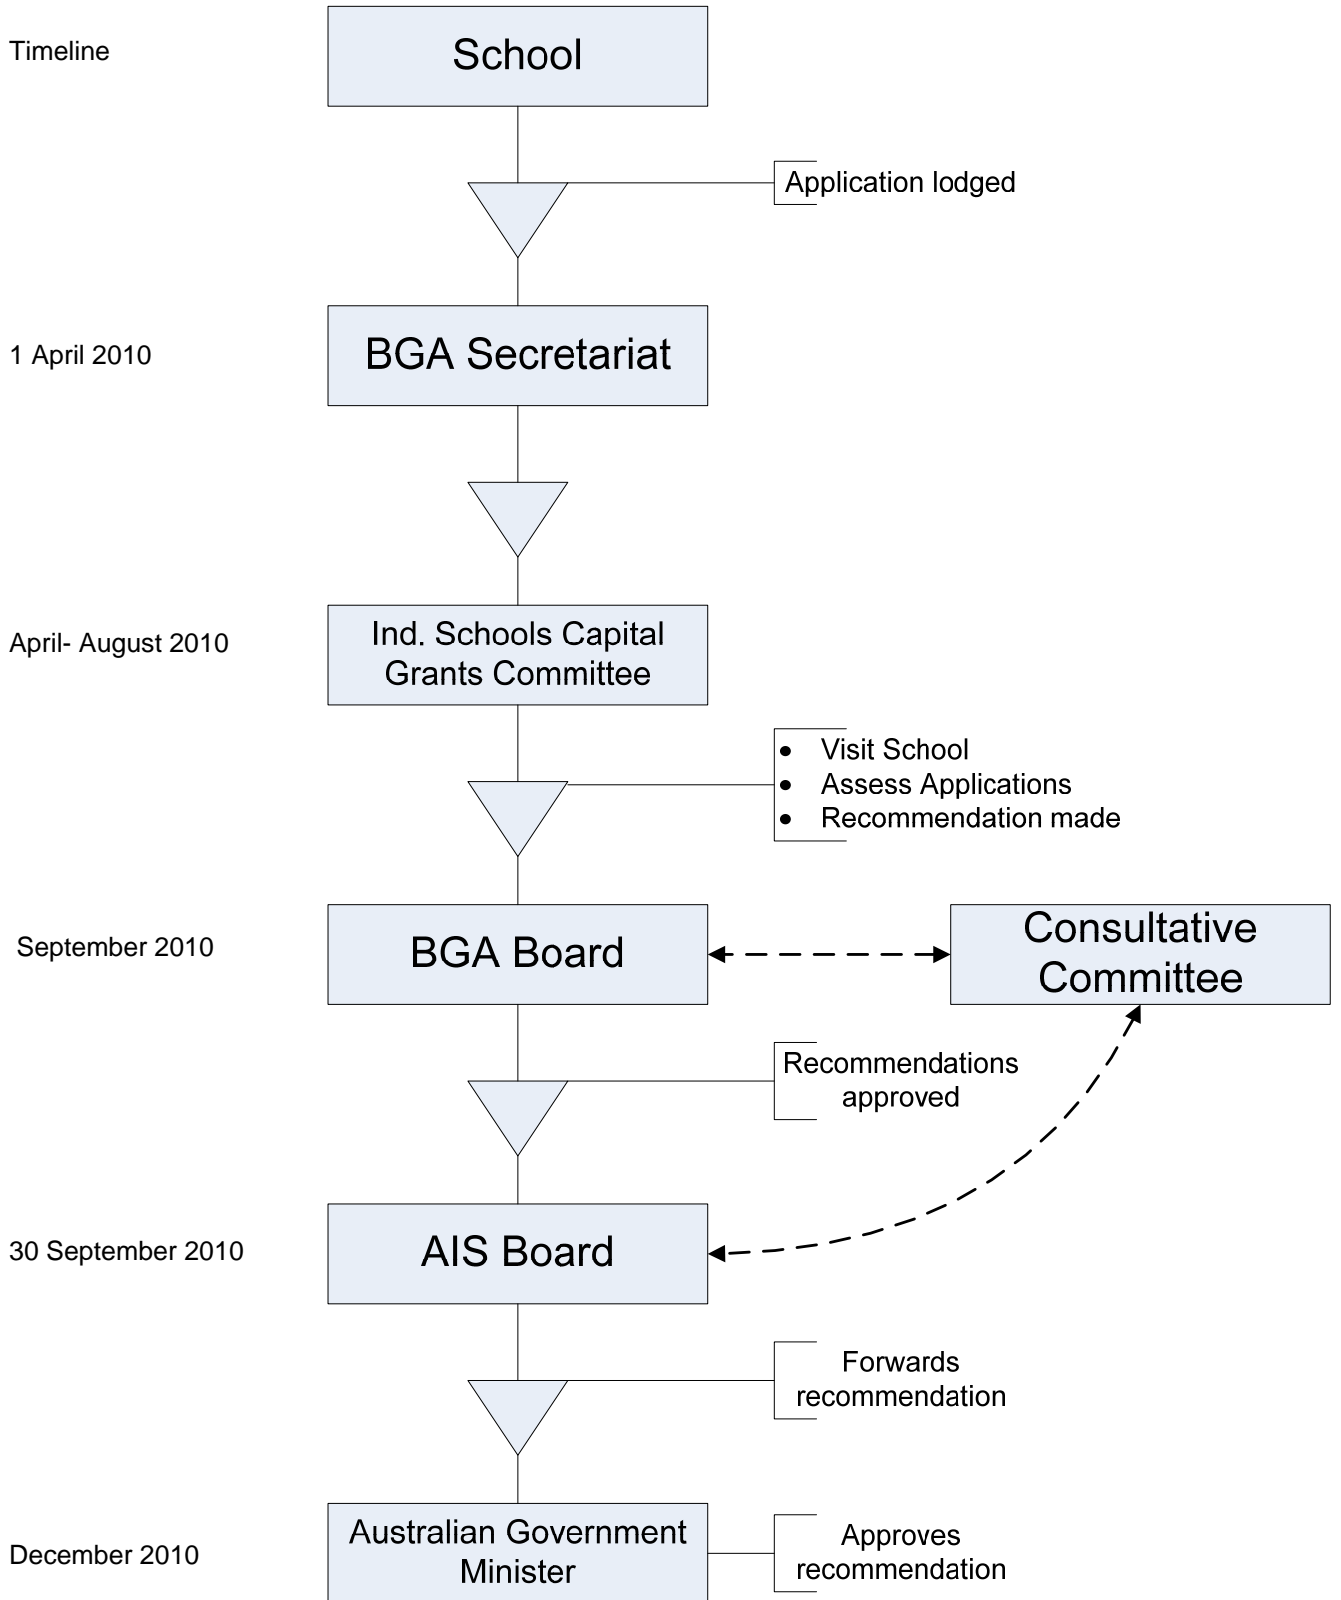 Timeline
School
Application lodged
1 April 2010
BGA Secretariat
April- August 2010
Ind. Schools Capital
Grants Committee
• Visit School
• Assess Applications
• Recommendation made
September 2010
BGA Board
Consultative
Committee
Recommendations
approved
30 September 2010
AIS Board
Forwards
recommendation
December 2010
Australian Government
Minister
Approves
recommendation